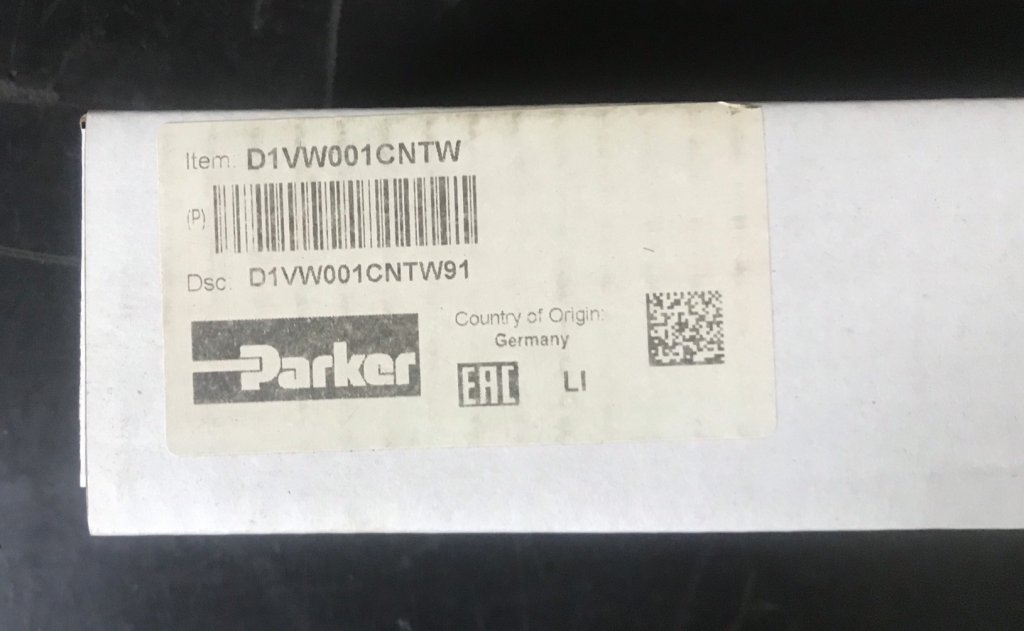 Item: D1VW001CNTW
(P)
Dsc. D1VW001CNTW91
Parker
Country of Origin:
Germany
EAC
LI